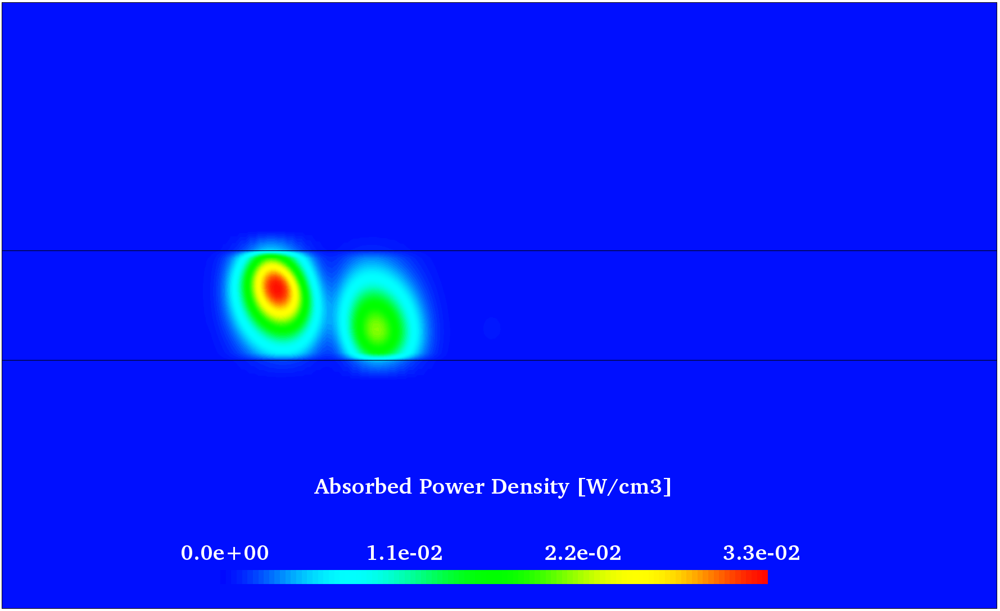 Absorbed Power Density [W/cm3]
0.0e+00 1.1e-02 2.2e-02 3.3e-02